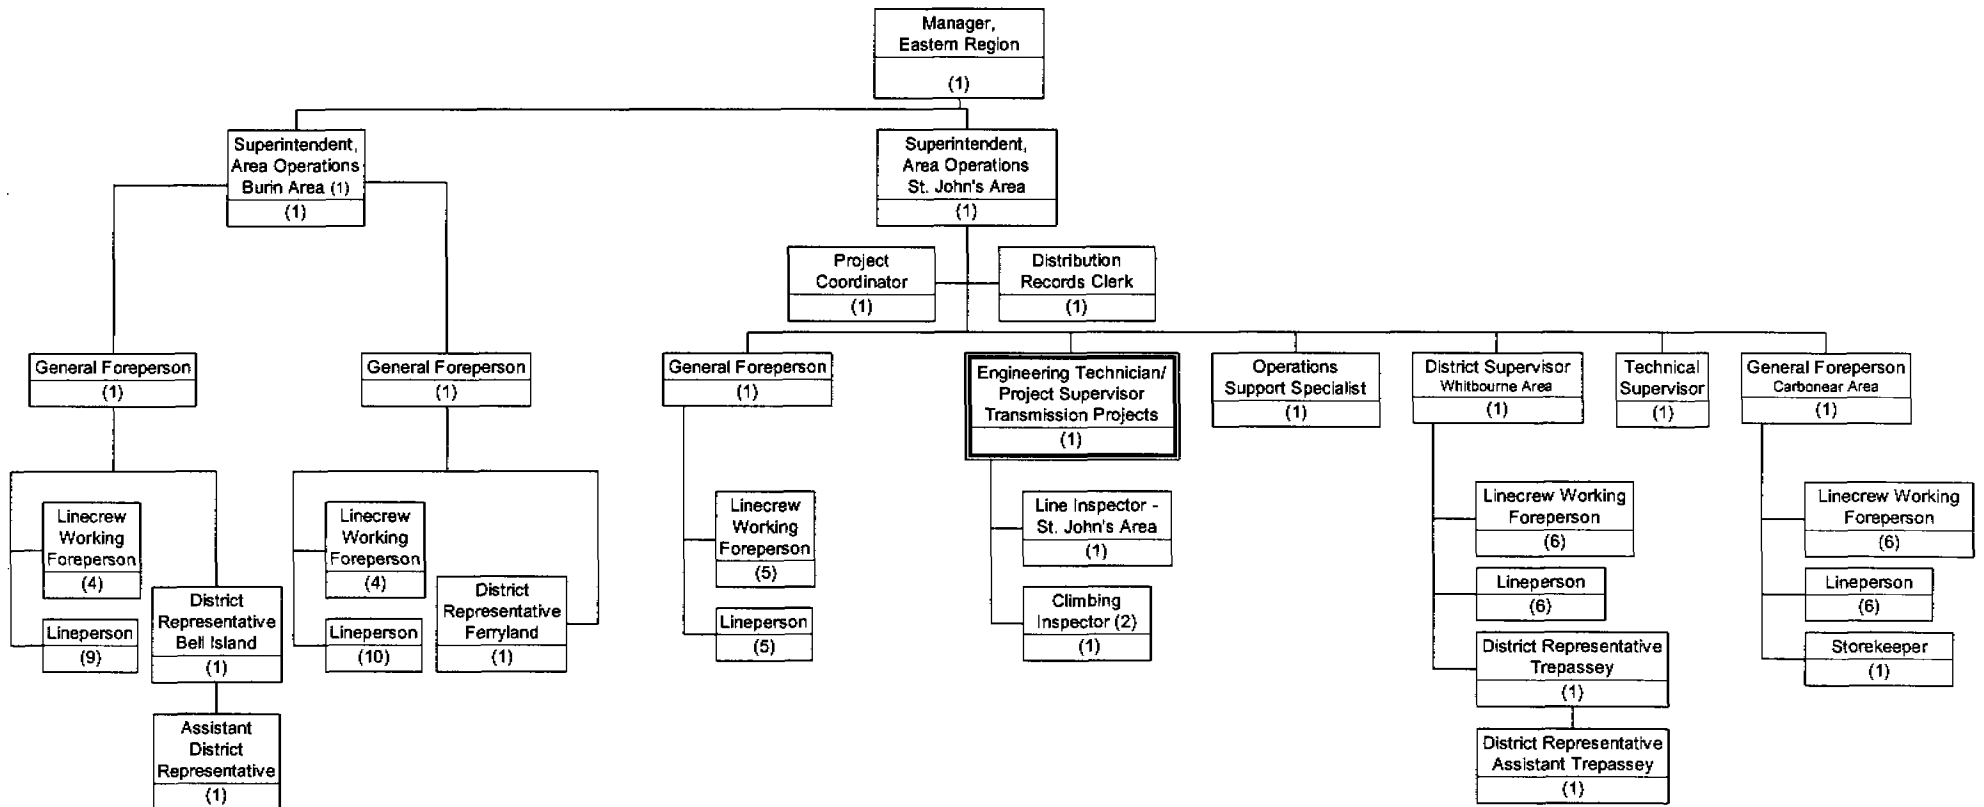 Manager,
Eastern Region
(1)
Superintendent,
Area Operations
Burin Area (1)
(1)
Superintendent,
Area Operations
St. John's Area
(1)
Project
Coordinator
(1)
Distribution
Records Clerk
(1)
General Foreperson
(1)
General Foreperson
(1)
General Foreperson
(1)
Engineering Technician/
Project Supervisor
Transmission Projects
(1)
Operations
Support Specialist
(1)
District Supervisor
Whitbourne Area
(1)
Technical
Supervisor
(1)
General Foreperson
Carbonear Area
(1)
Linecrew
Working
Foreperson
(4)
Lineperson
(9)
District
Representative
Bell Island
(1)
Assistant
District
Representative
(1)
Linecrew
Working
Foreperson
(4)
Lineperson
(10)
District
Representative
Ferryland
(1)
Linecrew
Working
Foreperson
(5)
Lineperson
(5)
Line Inspector -
St. John's Area
(1)
Climbing
Inspector (2)
(1)
Linecrew Working
Foreperson
(6)
Lineperson
(6)
District Representative
Trepassey
(1)
District Representative
Assistant Trepassey
(1)
Linecrew Working
Foreperson
(6)
Lineperson
(6)
Storekeeper
(1)